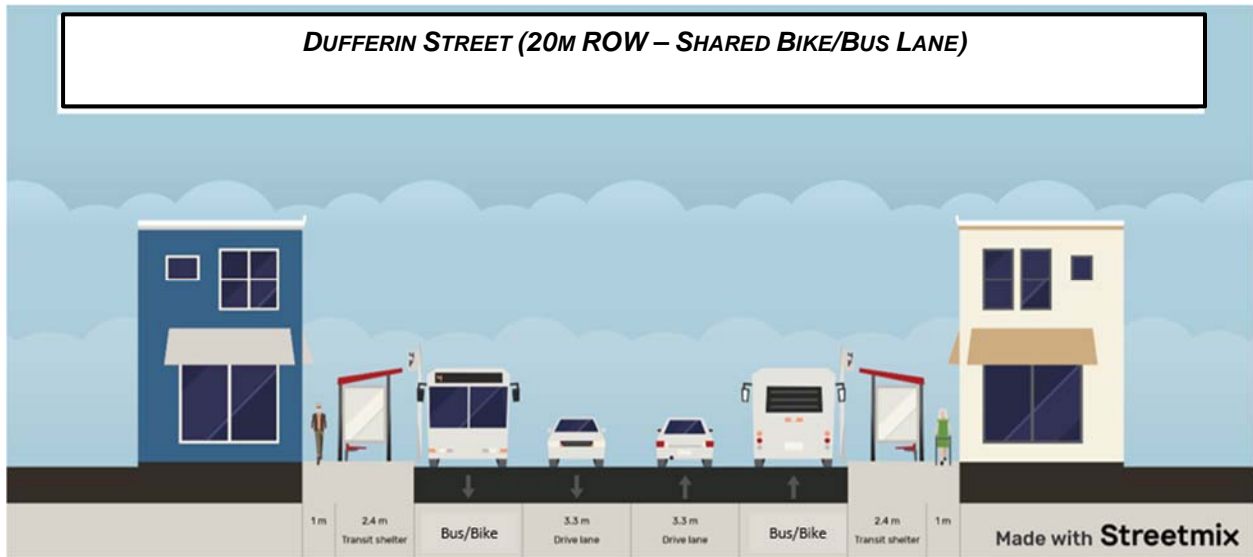 DUFFERIN STREET (20M ROW – SHARED BIKE/BUS LANE)
1 m
2.4 m
Transit shelter
Bus/Bike
3.3 m
Drive lane
3.3 m
Drive lane
Bus/Bike
2.4 m
Transit shelter
1 m
Made with Streetmix